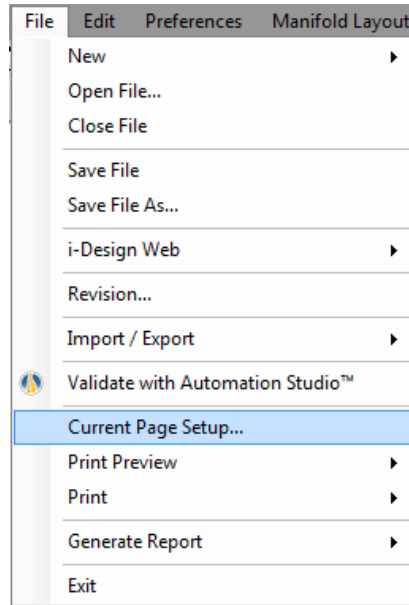 File Edit Preferences Manifold Layout
New
Open File...
Close File
Save File
Save File As...
i-Design Web
Revision...
Import / Export
Validate with Automation Studio™
Current Page Setup...
Print Preview
Print
Generate Report
Exit